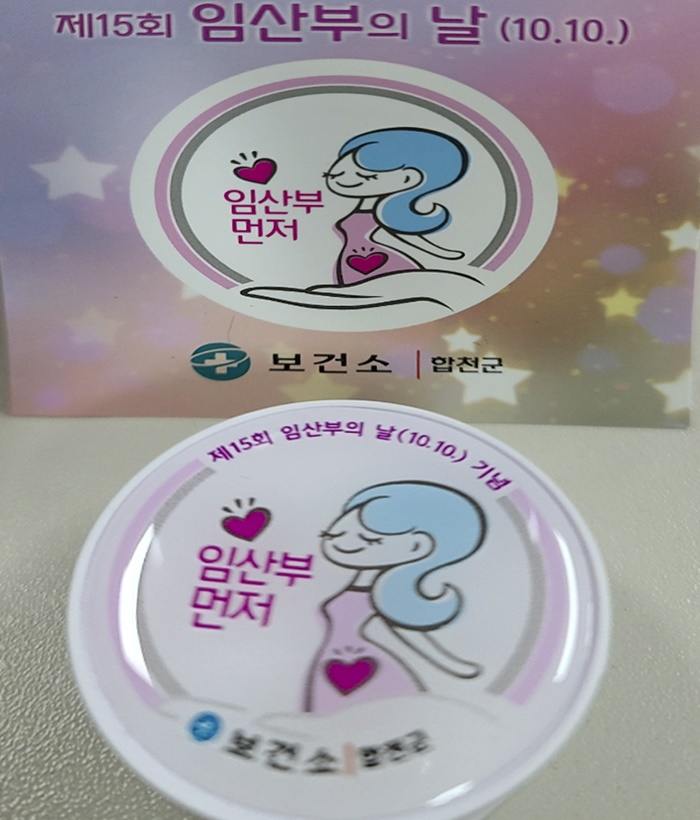 제15회 임산부의 날 (10.10.)
임산부
먼저
보건소 | 합천군
제15회 임산부의 날(10.10.) 기념
임산부
먼저
보건소 | 합천군